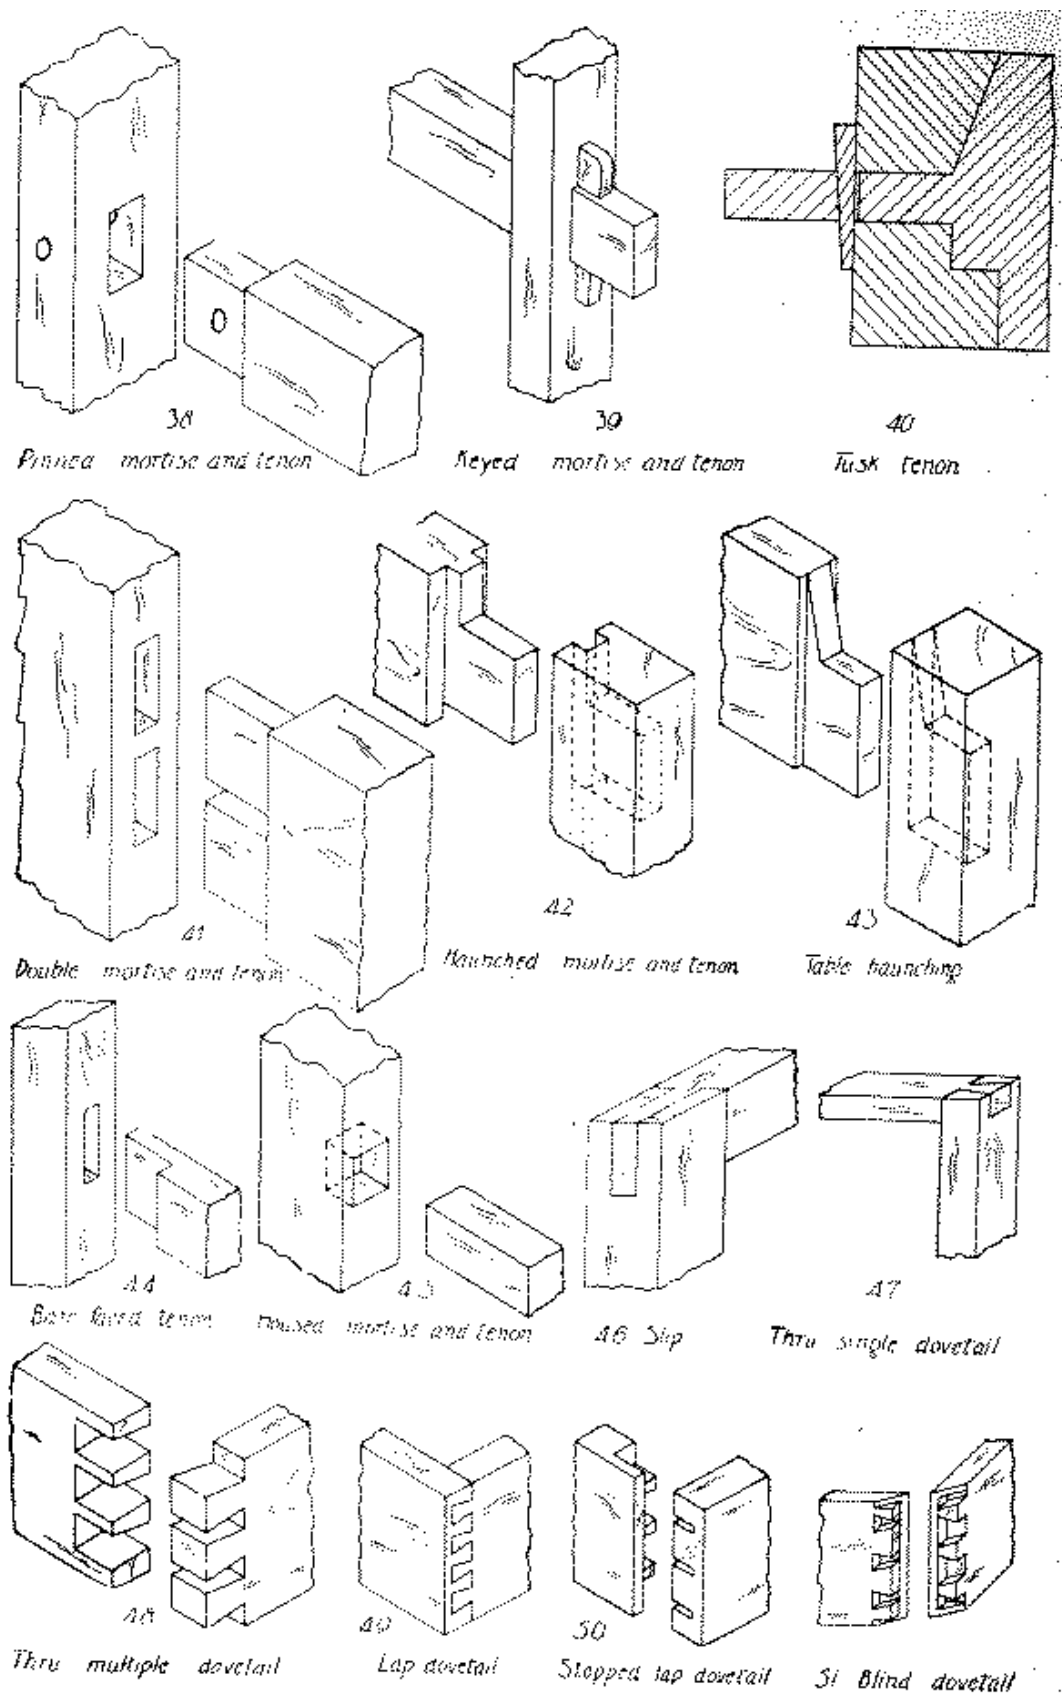 38
Pinned mortise and tenon
39
Keyed mortise and tenon
40
Tusk tenon
41
Double mortise and tenon
42
Haunched mortise and tenon
43
Table haunching
44
Bare faced tenon
45
Housed mortise and tenon
46 Slip
47
Thru single dovetail
48
Thru multiple dovetail
49
Lap dovetail
50
Stopped lap dovetail
51 Blind dovetail